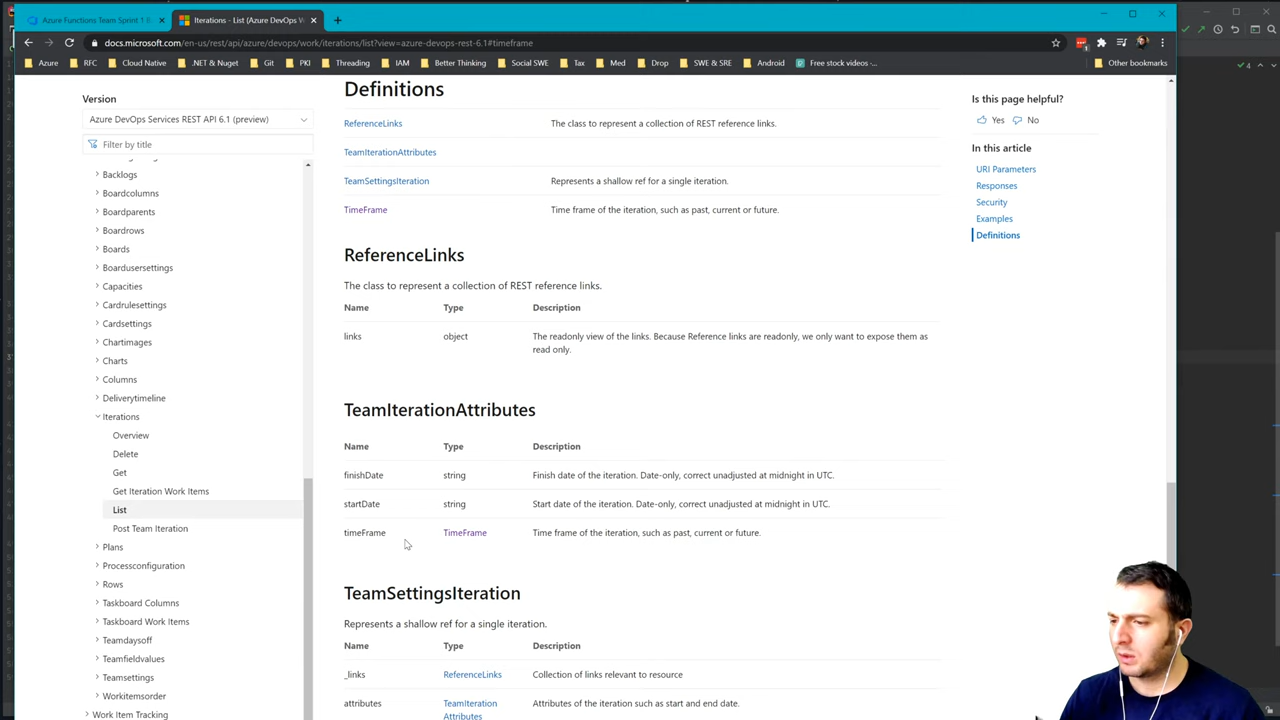 Azure Functions Team Sprint 1
Iterations - List (Azure DevOps
docs.microsoft.com/en-us/rest/api/azure/devops/work/iterations/list?view=azure-devops-rest-6.1#timeframe
Azure
RFC
Cloud Native
.NET & Nuget
Git
PKI
Threading
IAM
Better Thinking
Social SWE
Tax
Med
Drop
SWE & SRE
Android
Free stock videos -...
Other bookmarks
4
Version
Azure DevOps Services REST API 6.1 (preview)
Filter by title
Backlogs
Boardcolumns
Boardparents
Boardrows
Boards
Boardusersettings
Capacities
Cardrulesettings
Cardsettings
Chartimages
Charts
Columns
Deliverytimeline
Iterations
Overview
Delete
Get
Get Iteration Work Items
List
Post Team Iteration
Plans
Processconfiguration
Rows
Taskboard Columns
Taskboard Work Items
Teamdaysoff
Teamfieldvalues
Teamsettings
Workitemsorder
Work Item Tracking
Definitions
ReferenceLinks The class to represent a collection of REST reference links.
TeamIterationAttributes
TeamSettingsIteration Represents a shallow ref for a single iteration.
TimeFrame Time frame of the iteration, such as past, current or future.
ReferenceLinks
The class to represent a collection of REST reference links.
Name Type Description
links object The readonly view of the links. Because Reference links are readonly, we only want to expose them as
read only.
TeamIterationAttributes
Name Type Description
finishDate string Finish date of the iteration. Date-only, correct unadjusted at midnight in UTC.
startDate string Start date of the iteration. Date-only, correct unadjusted at midnight in UTC.
timeFrame TimeFrame Time frame of the iteration, such as past, current or future.
TeamSettingsIteration
Represents a shallow ref for a single iteration.
Name Type Description
_links ReferenceLinks Collection of links relevant to resource
attributes TeamIteration Attributes of the iteration such as start and end date.
Attributes
Is this page helpful?
Yes No
In this article
URI Parameters
Responses
Security
Examples
Definitions